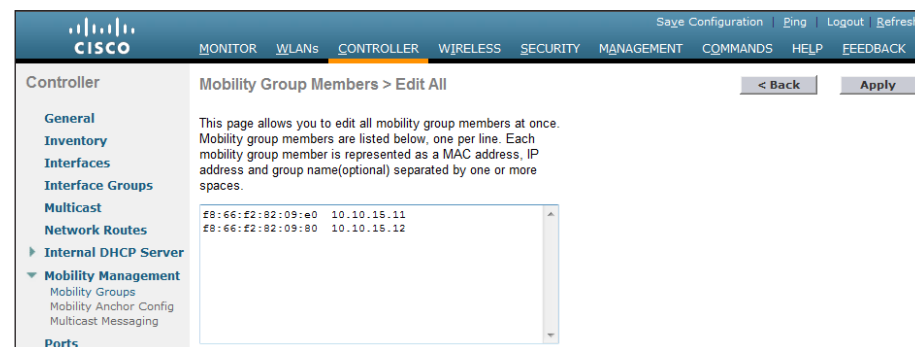 Save Configuration | Ping | Logout | Refresh
CISCO
MONITOR WLANs CONTROLLER WIRELESS SECURITY MANAGEMENT COMMANDS HELP FEEDBACK
Controller
General
Inventory
Interfaces
Interface Groups
Multicast
Network Routes
Internal DHCP Server
Mobility Management
Mobility Groups
Mobility Anchor Config
Multicast Messaging
Ports
Mobility Group Members > Edit All
< Back
Apply
This page allows you to edit all mobility group members at once.
Mobility group members are listed below, one per line. Each
mobility group member is represented as a MAC address, IP
address and group name(optional) separated by one or more
spaces.
f8:66:f2:82:09:e0 10.10.15.11
f8:66:f2:82:09:80 10.10.15.12